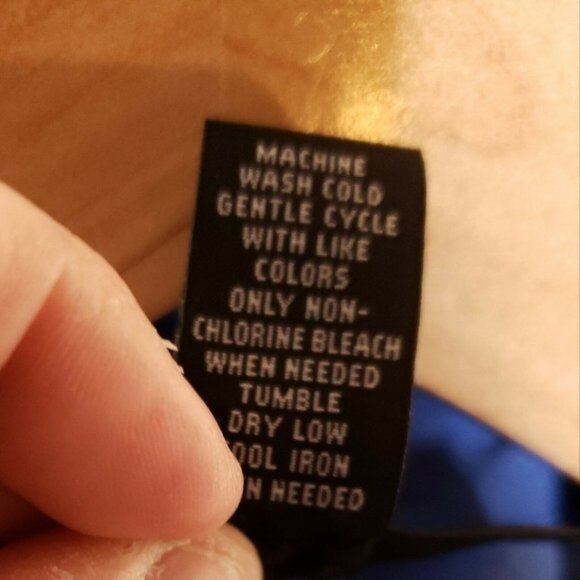 MACHINE
WASH COLD
GENTLE CYCLE
WITH LIKE
COLORS
ONLY NON-
CHLORINE BLEACH
WHEN NEEDED
TUMBLE
DRY LOW
OOL IRON
N NEEDED